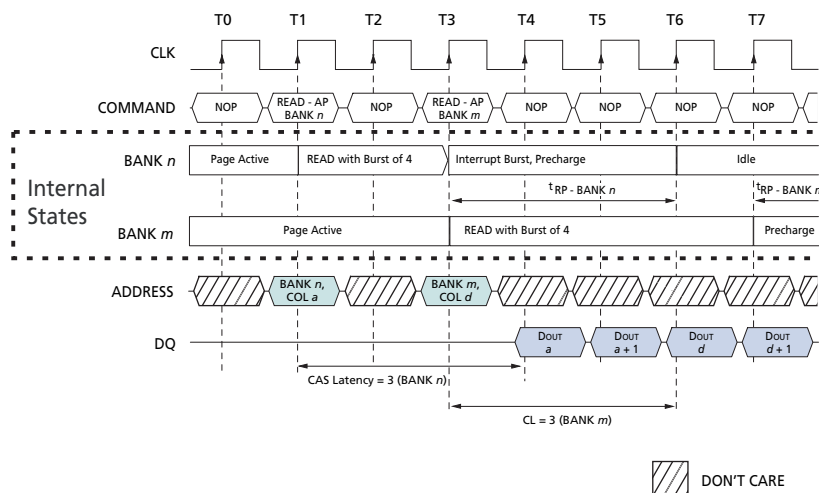 T0 T1 T2 T3 T4 T5 T6 T7
CLK
COMMAND NOP READ - AP BANK n NOP READ - AP BANK m NOP NOP NOP NOP
Internal States
BANK n Page Active READ with Burst of 4 Interrupt Burst, Precharge Idle
tRP - BANK n tRP - BANK m
BANK m Page Active READ with Burst of 4 Precharge
ADDRESS BANK n, COL a BANK m, COL d
DQ DOUT a DOUT a + 1 DOUT d DOUT d + 1
CAS Latency = 3 (BANK n)
CL = 3 (BANK m)
DON'T CARE